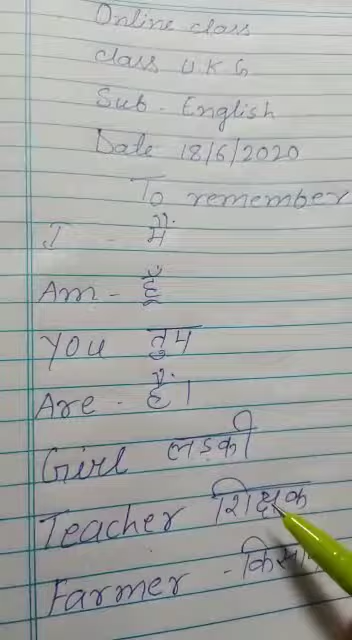 Online class
class U.K.G
Sub - English
Date 18/6/2020
To remember
I - मैं
Am - हूँ
You तुम
Are - हैं।
Girl लड़की
Teacher शिक्षक
Farmer -